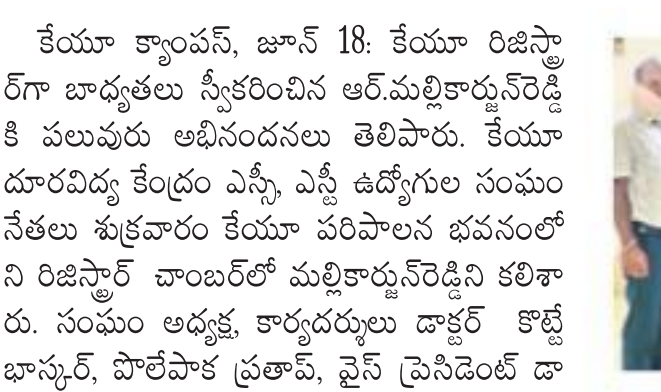 కేయూ క్యాంపస్, జూన్ 18: కేయూ రిజిస్ట్రా
ర్‌గా బాధ్యతలు స్వీకరించిన ఆర్.మల్లికార్జున్‌రెడ్డి
కి పలువురు అభినందనలు తెలిపారు. కేయూ
దూరవిద్య కేంద్రం ఎస్సీ, ఎస్టీ ఉద్యోగుల సంఘం
నేతలు శుక్రవారం కేయూ పరిపాలన భవనంలో
ని రిజిస్ట్రార్ చాంబర్‌లో మల్లికార్జున్‌రెడ్డిని కలిశా
రు. సంఘం అధ్యక్ష, కార్యదర్శులు డాక్టర్ కొట్టే
భాస్కర్, పొలేపాక ప్రతాప్, వైస్ ప్రెసిడెంట్ డా